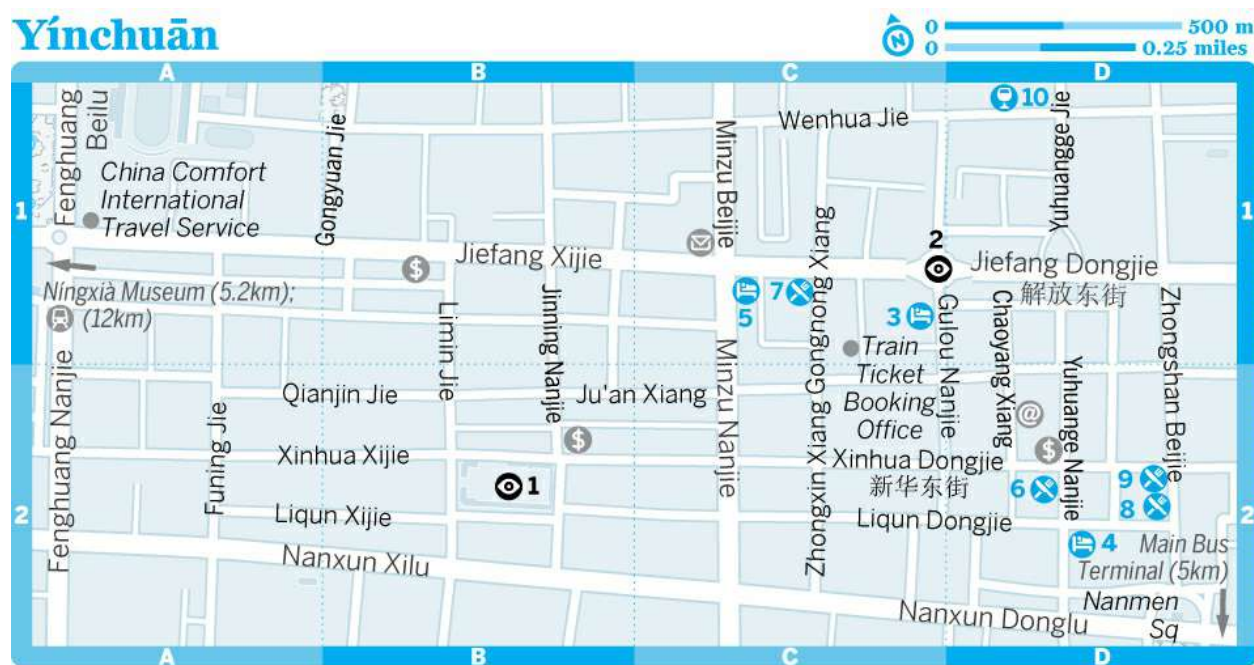 Yínchuān
N
0 500 m
0 0.25 miles
A B C D
1
1
2
2
Fenghuang
Beilu
China Comfort
International
Travel Service
Gongyuan Jie
Minzu Beijie
Wenhua Jie
10
Yuhnangge Jie
Jiefang Xijie
2
Jiefang Dongjie
解放东街
Níngxià Museum (5.2km);
(12km)
$
5
7
3
Zhongxin Xiang Gongnong Xiang
Gulou Nanjie
Chaoyang Xiang
Zhongshan Beijie
Limin Jie
Jinning Nanjie
Train
Ticket
Booking
Office
Fenghuang Nanjie
Qianjin Jie
Ju'an Xiang
Minzu Nanjie
@
Yuhuange Nanjie
Funing Jie
Xinhua Xijie
$
$
Xinhua Dongjie
新华东街
1
6
9
8
Liqun Xijie
Liqun Dongjie
4
Main Bus
Terminal (5km)
Nanxun Xilu
Nanxun Donglu
Nanmen
Sq
A B C D